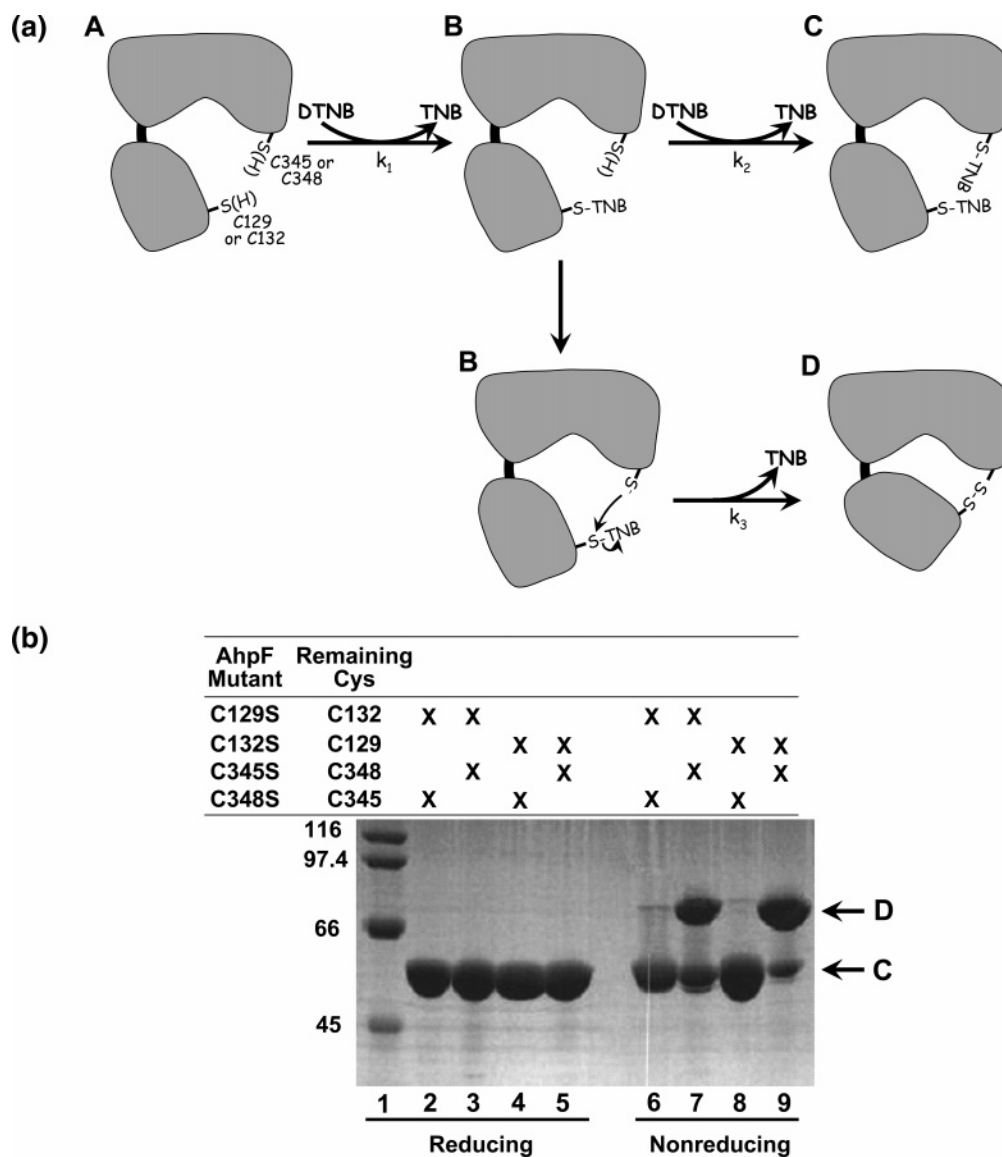 (a)
A B C
DTNB TNB DTNB TNB
k1 k2
S(H)
C345 or
C348
S(H)
C129
or C132
S(H)
S-TNB
S-TNB
S-TNB
B D
TNB
k3
S-
S-TNB
S-S
(b)
AhpF Mutant Remaining Cys
C129S C132 X X X X
C132S C129 X X X X
C345S C348 X X X X
C348S C345 X X X X
116
97.4
66
45
D
C
1 2 3 4 5 6 7 8 9
Reducing Nonreducing